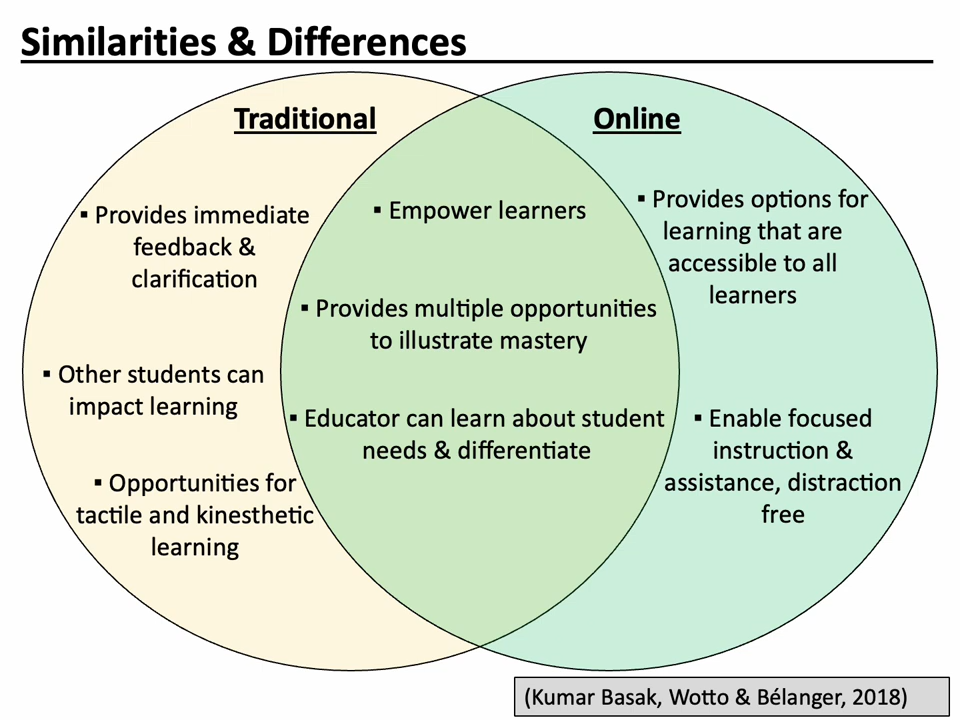 Similarities & Differences
Traditional
▪ Provides immediate
feedback &
clarification
▪ Other students can
impact learning
▪ Opportunities for
tactile and kinesthetic
learning
▪ Empower learners
▪ Provides multiple opportunities
to illustrate mastery
▪ Educator can learn about student
needs & differentiate
Online
▪ Provides options for
learning that are
accessible to all
learners
▪ Enable focused
instruction &
assistance, distraction
free
(Kumar Basak, Wotto & Bélanger, 2018)